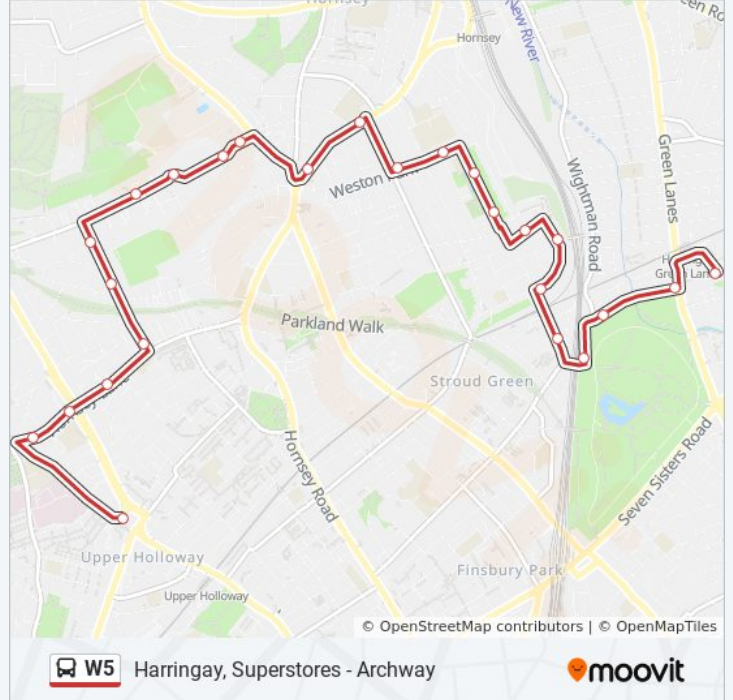 Hornsey
Hornsey
New River
Green Lanes
Wightman Road
Weston
Parkland Walk
Stroud Green
Hornsey Road
Seven Sisters Road
Upper Holloway
Finsbury Park
Upper Holloway
© OpenStreetMap contributors | © OpenMapTiles
W5 Harringay, Superstores - Archway
moovit